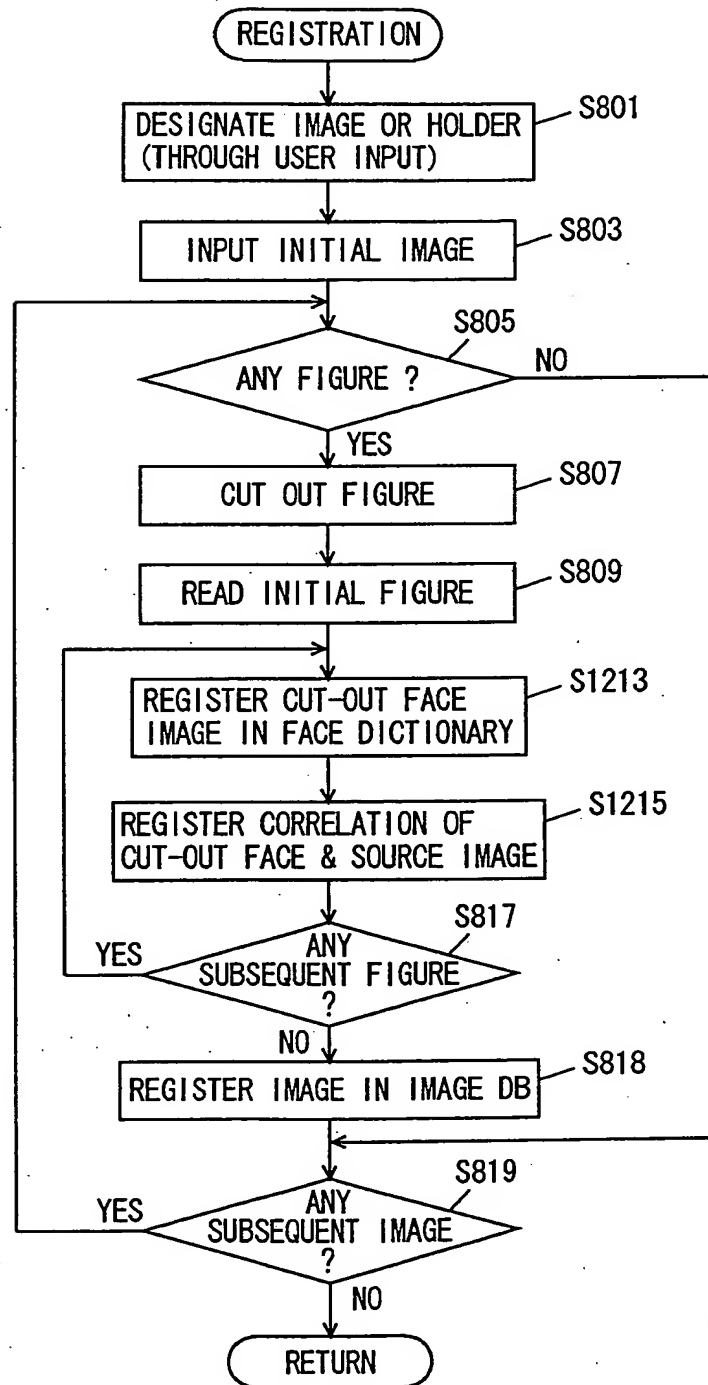 REGISTRATION
S801
DESIGNATE IMAGE OR HOLDER
(THROUGH USER INPUT)
S803
INPUT INITIAL IMAGE
S805
ANY FIGURE ?
NO
YES
S807
CUT OUT FIGURE
S809
READ INITIAL FIGURE
S1213
REGISTER CUT-OUT FACE
IMAGE IN FACE DICTIONARY
S1215
REGISTER CORRELATION OF
CUT-OUT FACE & SOURCE IMAGE
S817
YES
ANY
SUBSEQUENT FIGURE
?
NO
S818
REGISTER IMAGE IN IMAGE DB
S819
YES
ANY
SUBSEQUENT IMAGE
?
NO
RETURN